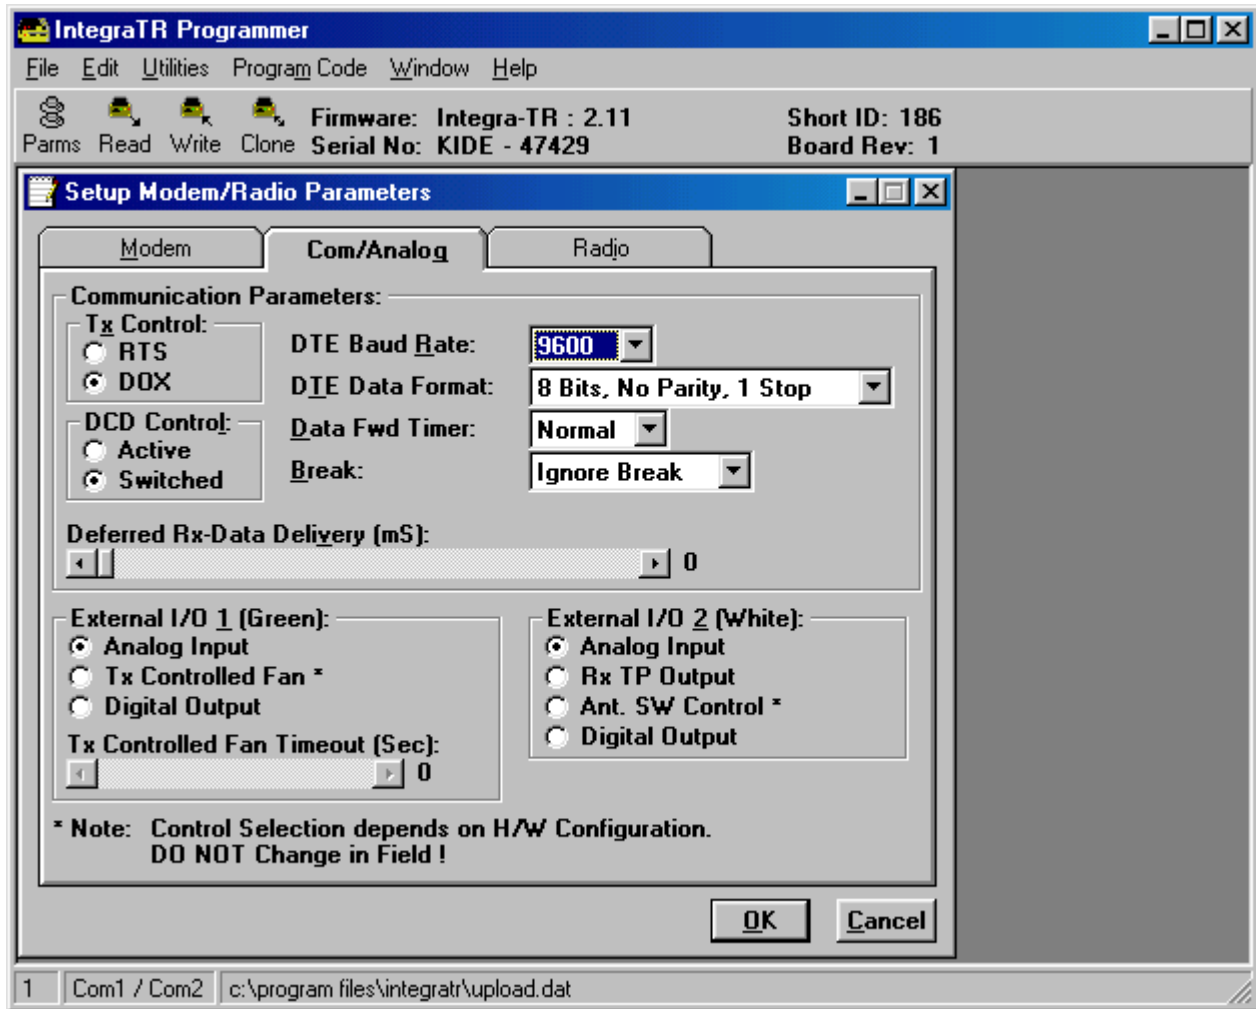 IntegraTR Programmer
File Edit Utilities Program Code Window Help
Parms Read Write Clone
Firmware: Integra-TR : 2.11 Short ID: 186
Serial No: KIDE - 47429 Board Rev: 1
Setup Modem/Radio Parameters
Modem Com/Analog Radio
Communication Parameters:
Tx Control:
RTS
DOX
DCD Control:
Active
Switched
DTE Baud Rate: 9600
DTE Data Format: 8 Bits, No Parity, 1 Stop
Data Fwd Timer: Normal
Break: Ignore Break
Deferred Rx-Data Delivery (mS):
0
External I/O 1 (Green):
Analog Input
Tx Controlled Fan *
Digital Output
Tx Controlled Fan Timeout (Sec):
0
External I/O 2 (White):
Analog Input
Rx TP Output
Ant. SW Control *
Digital Output
* Note: Control Selection depends on H/W Configuration.
DO NOT Change in Field !
OK Cancel
1 Com1 / Com2 c:\program files\integratr\upload.dat